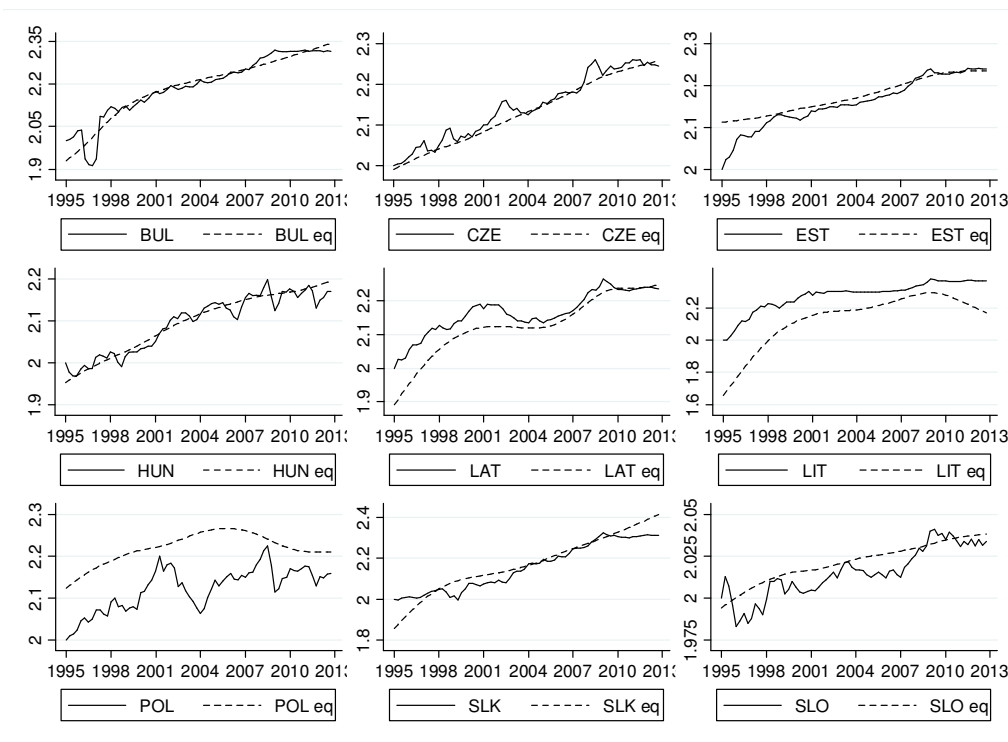 1.9 2.05 2.2 2.35
1995 1998 2001 2004 2007 2010 2013
BUL BUL eq
2 2.1 2.2 2.3
1995 1998 2001 2004 2007 2010 2013
CZE CZE eq
2 2.1 2.2 2.3
1995 1998 2001 2004 2007 2010 2013
EST EST eq
1.9 2 2.1 2.2
1995 1998 2001 2004 2007 2010 2013
HUN HUN eq
1.9 2 2.1 2.2
1995 1998 2001 2004 2007 2010 2013
LAT LAT eq
1.6 1.8 2 2.2
1995 1998 2001 2004 2007 2010 2013
LIT LIT eq
2 2.1 2.2 2.3
1995 1998 2001 2004 2007 2010 2013
POL POL eq
1.8 2 2.2 2.4
1995 1998 2001 2004 2007 2010 2013
SLK SLK eq
1.975 2 2.025 2.05
1995 1998 2001 2004 2007 2010 2013
SLO SLO eq